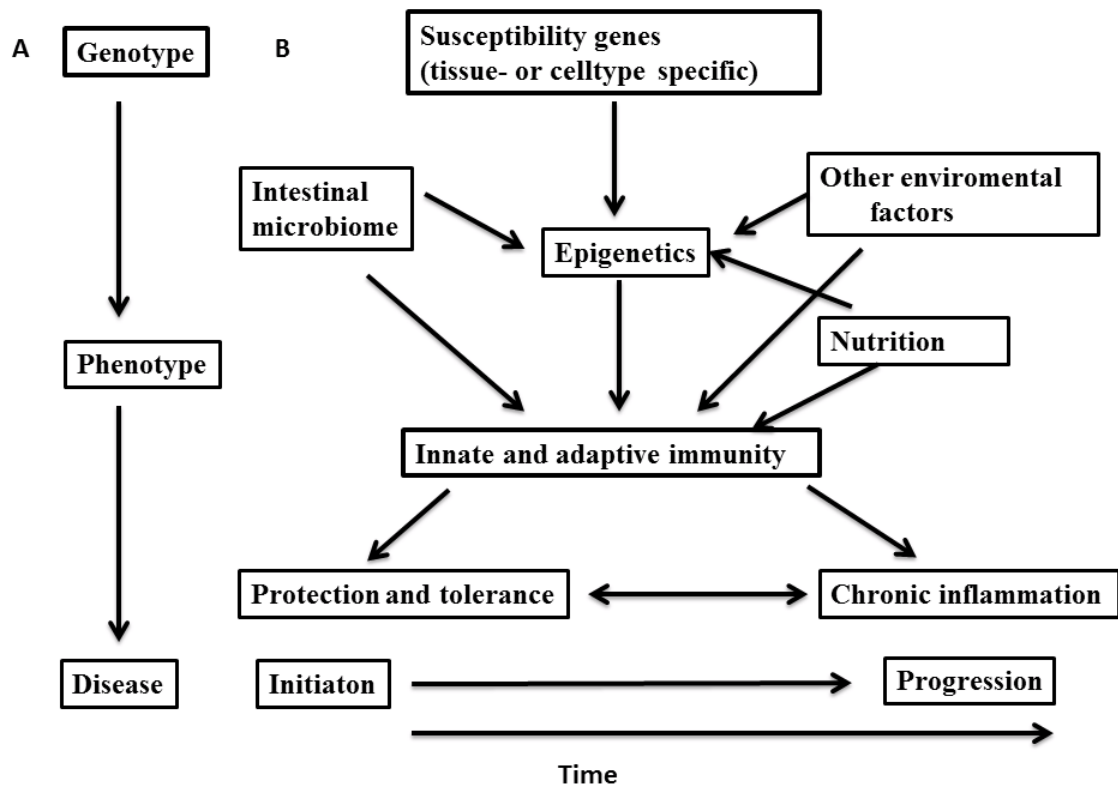 A
Genotype
Phenotype
Disease
B
Susceptibility genes
(tissue- or celltype specific)
Intestinal
microbiome
Other enviromental
factors
Epigenetics
Nutrition
Innate and adaptive immunity
Protection and tolerance
Chronic inflammation
Initiaton
Progression
Time